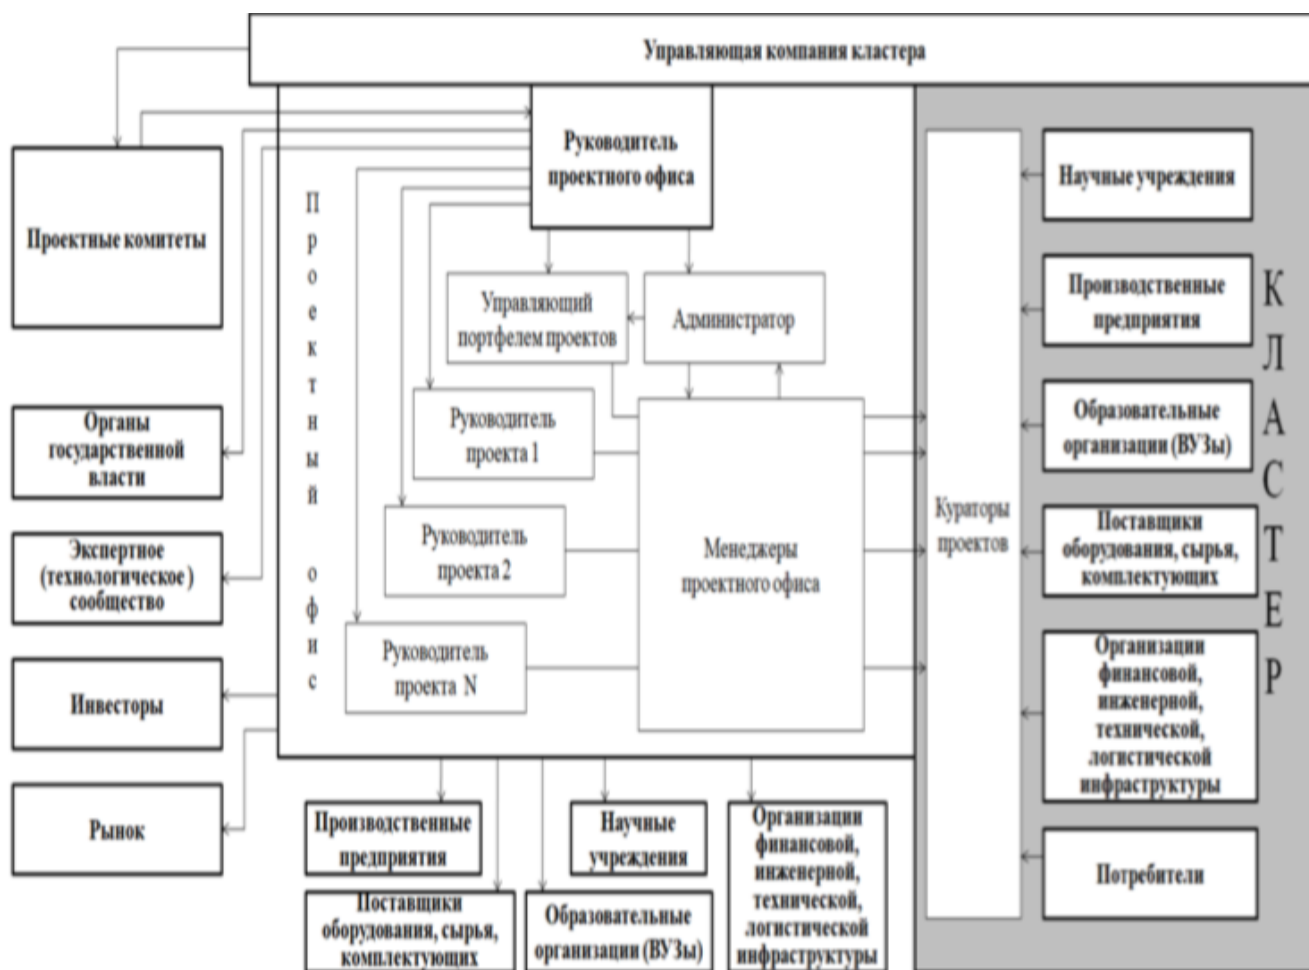 Управляющая компания кластера
Руководитель
проектного офиса
Проектный офис
Проектные комитеты
Управляющий
портфелем проектов
Администратор
Органы
государственной
власти
Руководитель
проекта 1
Экспертное
(технологическое )
сообщество
Руководитель
проекта 2
Менеджеры
проектного офиса
Инвесторы
Руководитель
проекта N
Рынок
Производственные
предприятия
Научные
учреждения
Организации
финансовой,
инженерной,
технической,
логистической
инфраструктуры
Поставщики
оборудования, сырья,
комплектующих
Образовательные
организации (ВУЗы)
Кураторы
проектов
Научные учреждения
Производственные
предприятия
Образовательные
организации (ВУЗы)
Поставщики
оборудования, сырья,
комплектующих
Организации
финансовой,
инженерной,
технической,
логистической
инфраструктуры
Потребители
КЛАСТЕР